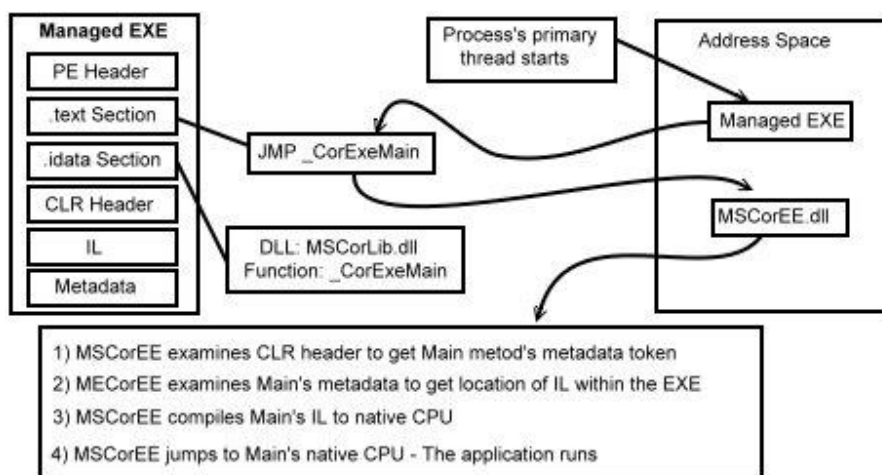 Managed EXE
PE Header
.text Section
.idata Section
CLR Header
IL
Metadata
JMP _CorExeMain
DLL: MSCorLib.dll
Function: _CorExeMain
Process's primary
thread starts
Address Space
Managed EXE
MSCorEE.dll
1) MSCorEE examines CLR header to get Main metod's metadata token
2) MECorEE examines Main's metadata to get location of IL within the EXE
3) MSCorEE compiles Main's IL to native CPU
4) MSCorEE jumps to Main's native CPU - The application runs